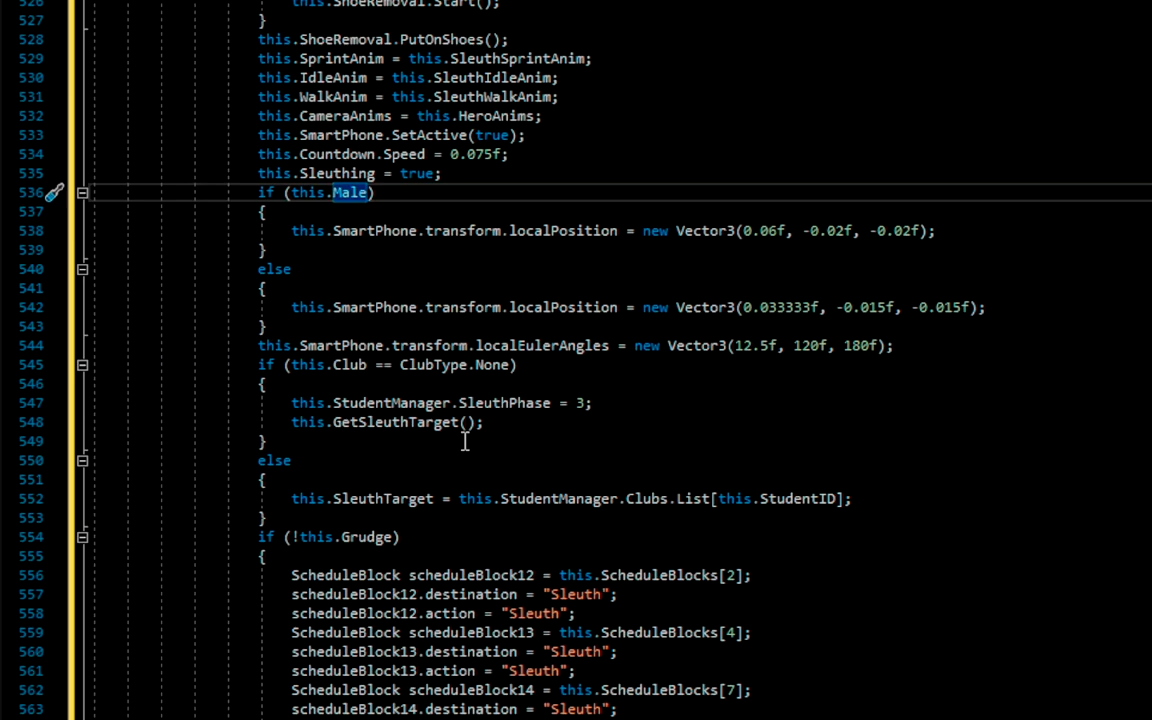 526 this.ShoeRemoval.Start();
527 }
528 this.ShoeRemoval.PutOnShoes();
529 this.SprintAnim = this.SleuthSprintAnim;
530 this.IdleAnim = this.SleuthIdleAnim;
531 this.WalkAnim = this.SleuthWalkAnim;
532 this.CameraAnims = this.HeroAnims;
533 this.SmartPhone.SetActive(true);
534 this.Countdown.Speed = 0.075f;
535 this.Sleuthing = true;
536 if (this.Male)
537 {
538 this.SmartPhone.transform.localPosition = new Vector3(0.06f, -0.02f, -0.02f);
539 }
540 else
541 {
542 this.SmartPhone.transform.localPosition = new Vector3(0.033333f, -0.015f, -0.015f);
543 }
544 this.SmartPhone.transform.localEulerAngles = new Vector3(12.5f, 120f, 180f);
545 if (this.Club == ClubType.None)
546 {
547 this.StudentManager.SleuthPhase = 3;
548 this.GetSleuthTarget();
549 }
550 else
551 {
552 this.SleuthTarget = this.StudentManager.Clubs.List[this.StudentID];
553 }
554 if (!this.Grudge)
555 {
556 ScheduleBlock scheduleBlock12 = this.ScheduleBlocks[2];
557 scheduleBlock12.destination = "Sleuth";
558 scheduleBlock12.action = "Sleuth";
559 ScheduleBlock scheduleBlock13 = this.ScheduleBlocks[4];
560 scheduleBlock13.destination = "Sleuth";
561 scheduleBlock13.action = "Sleuth";
562 ScheduleBlock scheduleBlock14 = this.ScheduleBlocks[7];
563 scheduleBlock14.destination = "Sleuth";